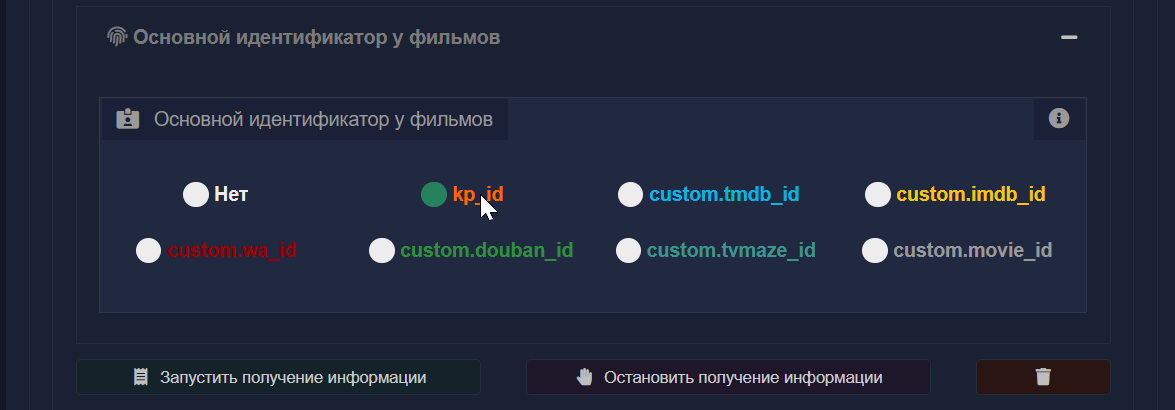 Основной идентификатор у фильмов
Основной идентификатор у фильмов
Нет kp_id custom.tmdb_id custom.imdb_id
custom.wa_id custom.douban_id custom.tvmaze_id custom.movie_id
Запустить получение информации Остановить получение информации